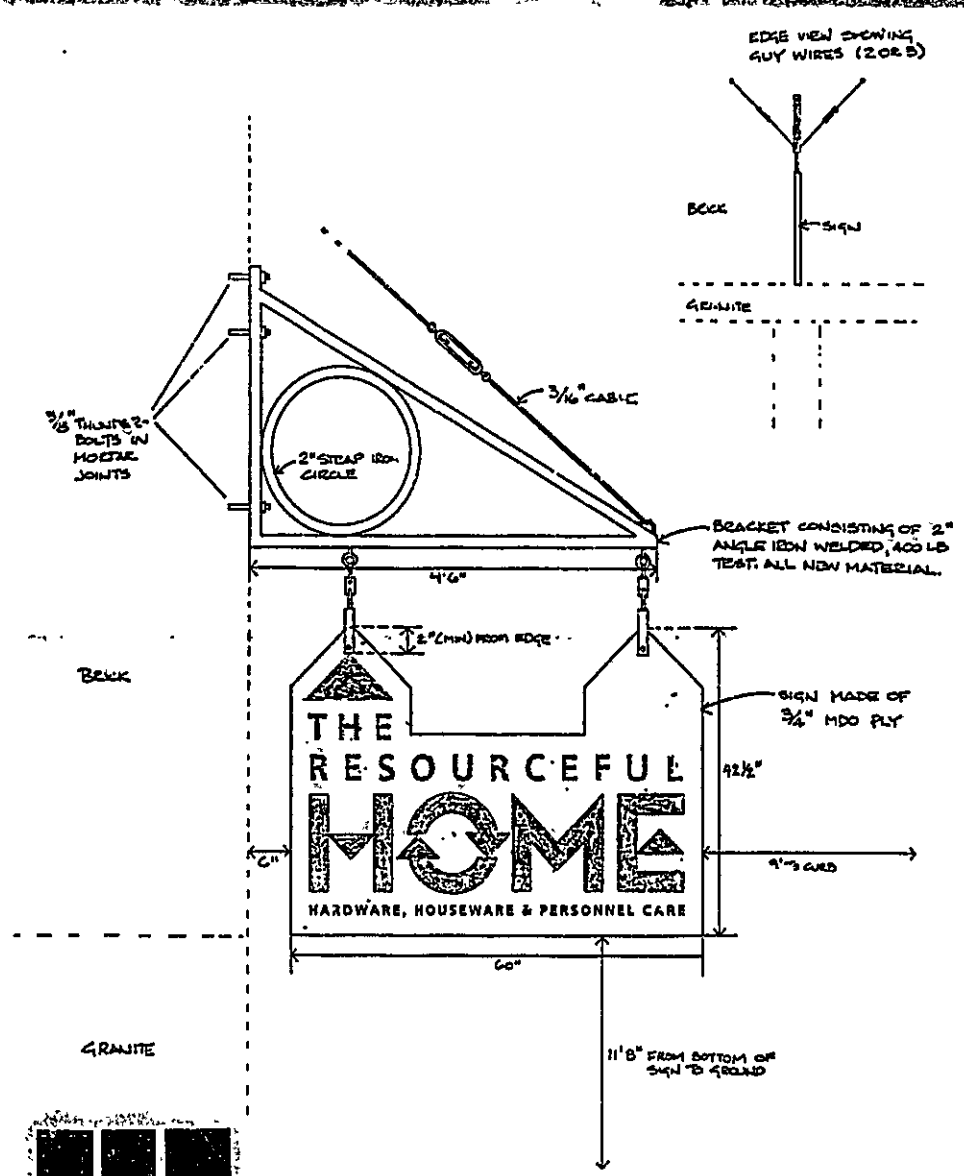 EDGE VIEW SHOWING
GUY WIRES (2 OR 3)
BRICK
SIGN
GRANITE
3/16" CABLE
BOLTS IN
MORTAR
JOINTS
2" STRAP IRON
CIRCLE
BRACKET CONSISTING OF 2"
ANGLE IRON WELDED, 400 LB
TEST. ALL NEW MATERIAL.
4'6"
2" (MIN) FROM EDGE
BRICK
SIGN MADE OF
3/4" MDO PLY
THE
RESOURCEFUL
HOME
HARDWARE, HOUSEWARE & PERSONNEL CARE
42 1/2"
6"
9' TO CURB
60"
GRANITE
11'8" FROM BOTTOM OF
SIGN TO GROUND